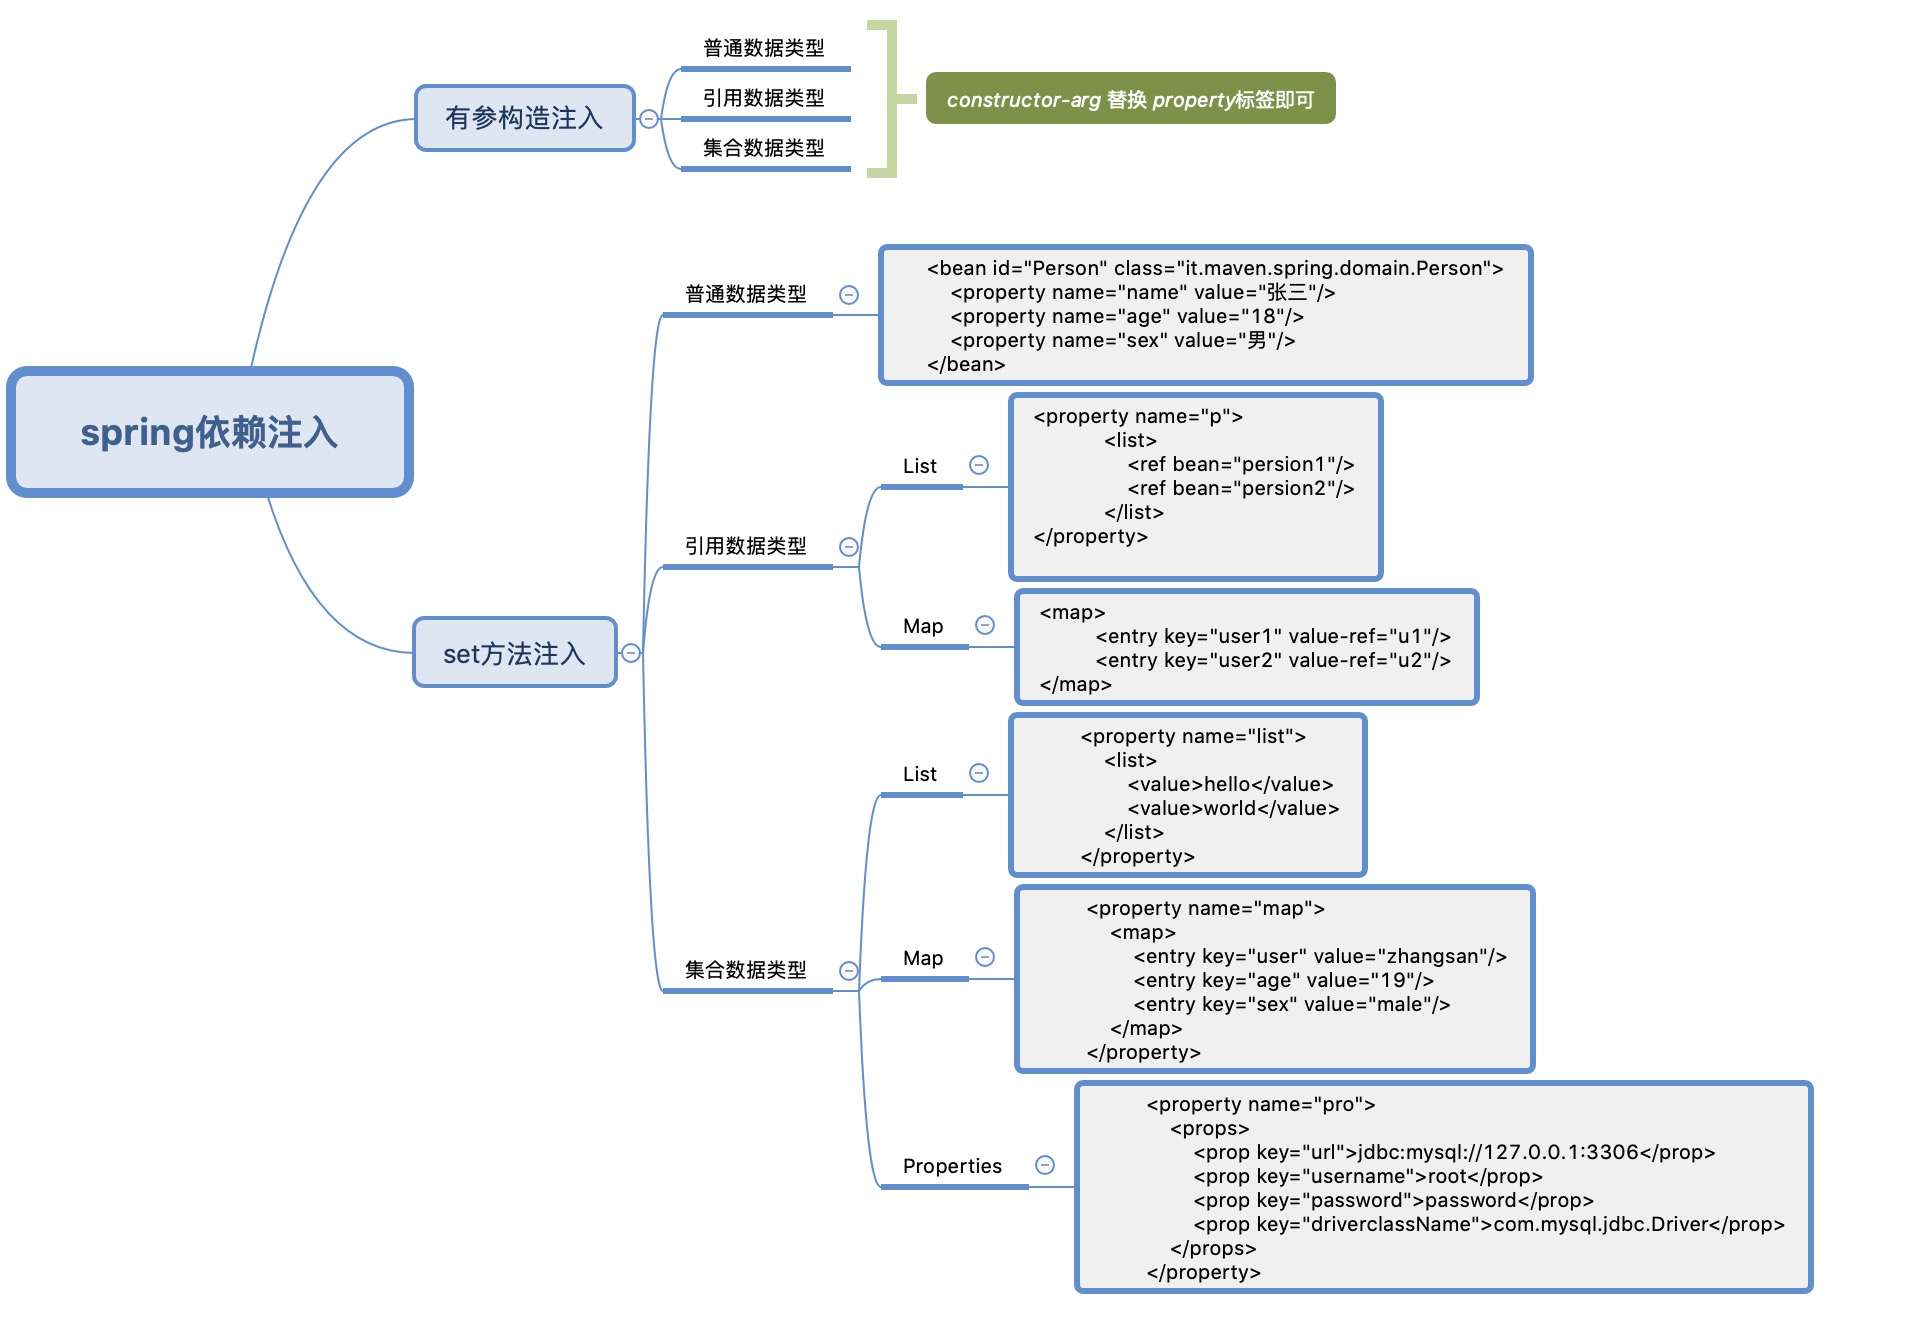 spring依赖注入
有参构造注入
普通数据类型
引用数据类型
集合数据类型
constructor-arg 替换 property标签即可
set方法注入
普通数据类型
<bean id="Person" class="it.maven.spring.domain.Person">
<property name="name" value="张三"/>
<property name="age" value="18"/>
<property name="sex" value="男"/>
</bean>
引用数据类型
List
<property name="p">
<list>
<ref bean="persion1"/>
<ref bean="persion2"/>
</list>
</property>
Map
<map>
<entry key="user1" value-ref="u1"/>
<entry key="user2" value-ref="u2"/>
</map>
集合数据类型
List
<property name="list">
<list>
<value>hello</value>
<value>world</value>
</list>
</property>
Map
<property name="map">
<map>
<entry key="user" value="zhangsan"/>
<entry key="age" value="19"/>
<entry key="sex" value="male"/>
</map>
</property>
Properties
<property name="pro">
<props>
<prop key="url">jdbc:mysql://127.0.0.1:3306</prop>
<prop key="username">root</prop>
<prop key="password">password</prop>
<prop key="driverclassName">com.mysql.jdbc.Driver</prop>
</props>
</property>